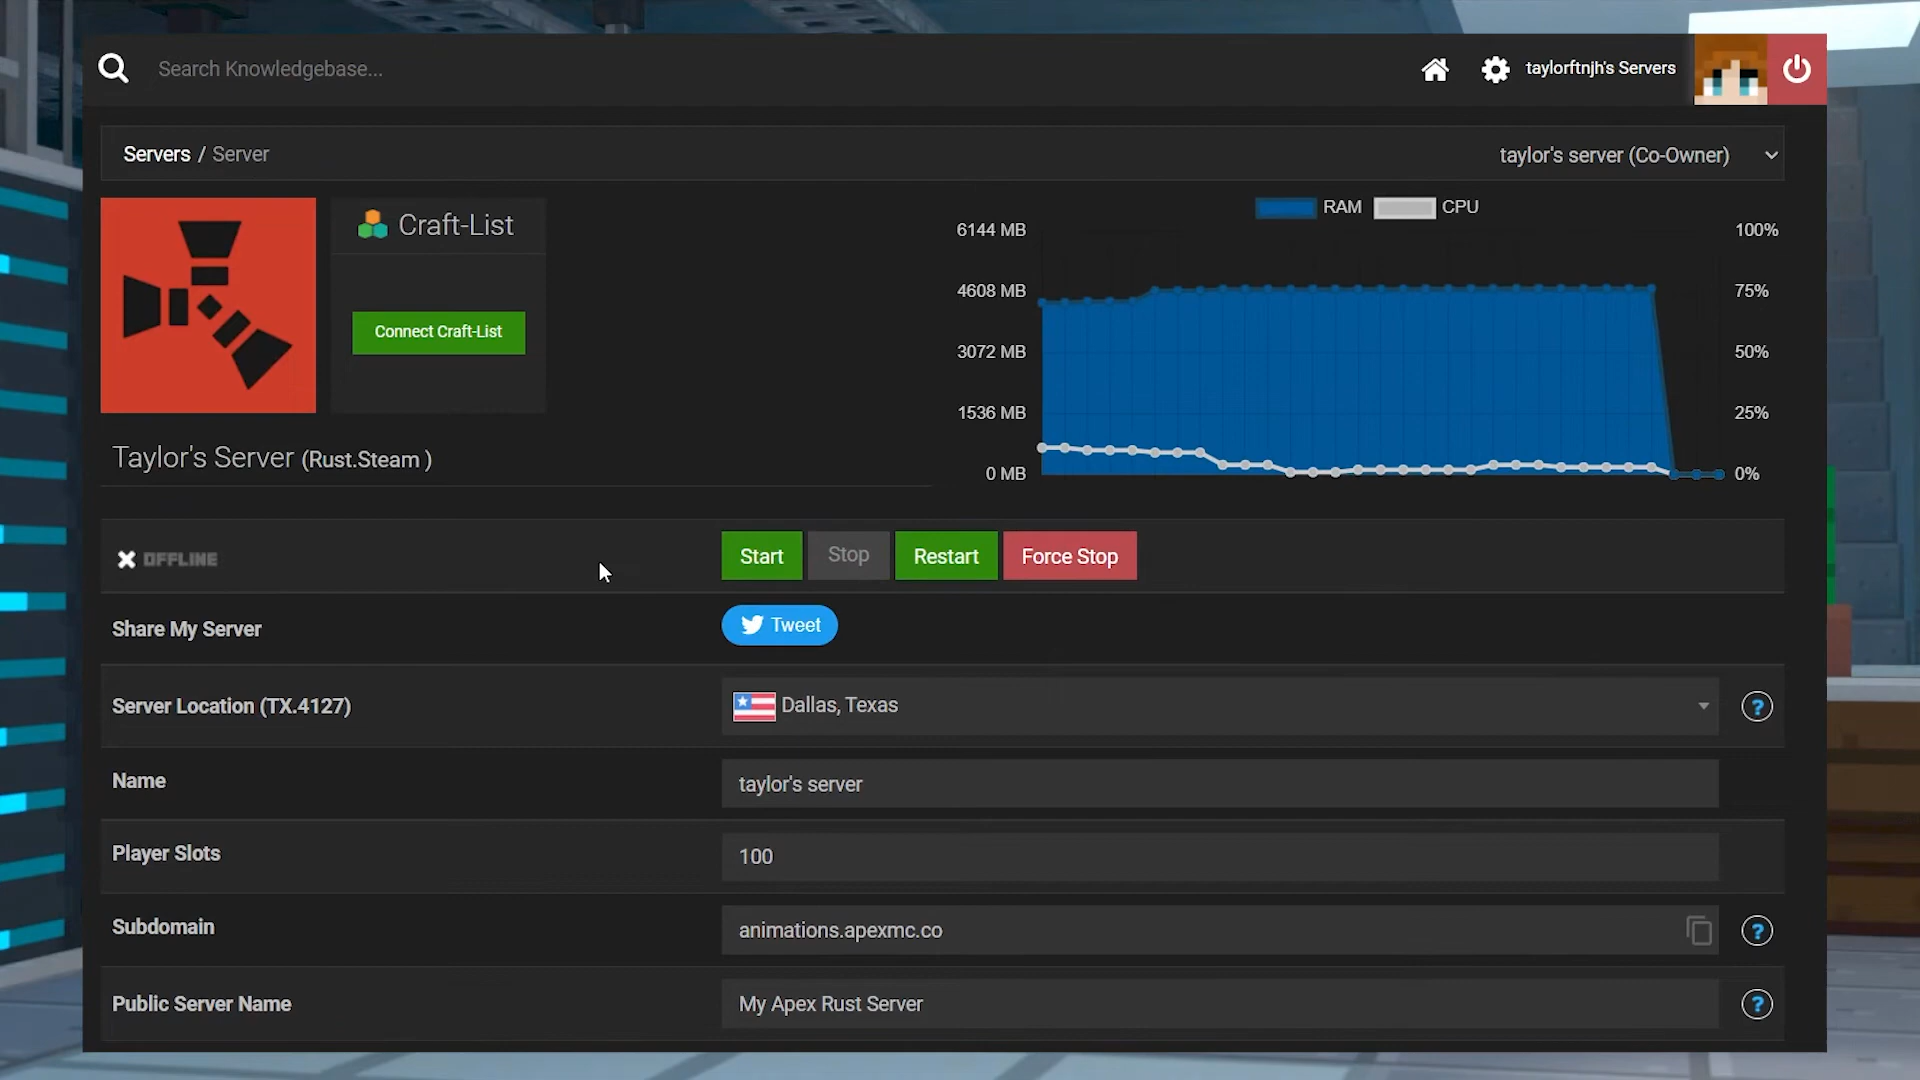 Search Knowledgebase...
taylorftnjh's Servers
Servers / Server
taylor's server (Co-Owner)
Craft-List
Connect Craft-List
Taylor's Server (Rust.Steam )
RAM CPU
6144 MB 100%
4608 MB 75%
3072 MB 50%
1536 MB 25%
0 MB 0%
OFFLINE
Start Stop Restart Force Stop
Share My Server
Tweet
Server Location (TX.4127)
Dallas, Texas
?
Name
taylor's server
Player Slots
100
Subdomain
animations.apexmc.co
?
Public Server Name
My Apex Rust Server
?